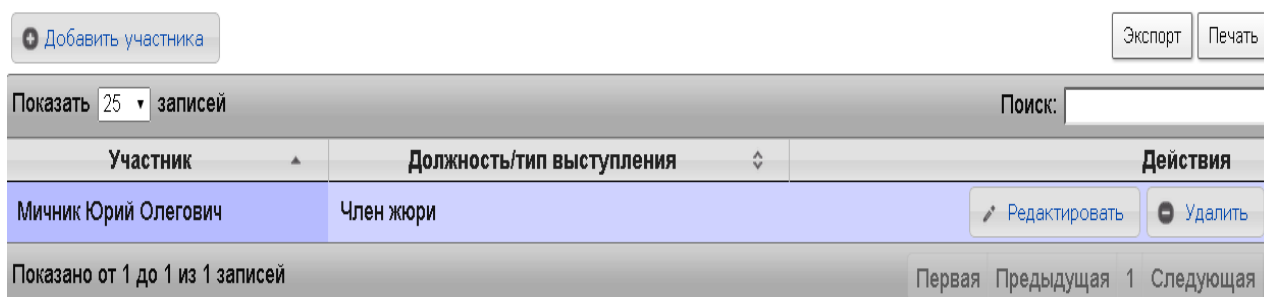 Добавить участника Экспорт Печать
Показать 25 записей Поиск:
Участник Должность/тип выступления Действия
Мичник Юрий Олегович Член жюри Редактировать Удалить
Показано от 1 до 1 из 1 записей Первая Предыдущая 1 Следующая